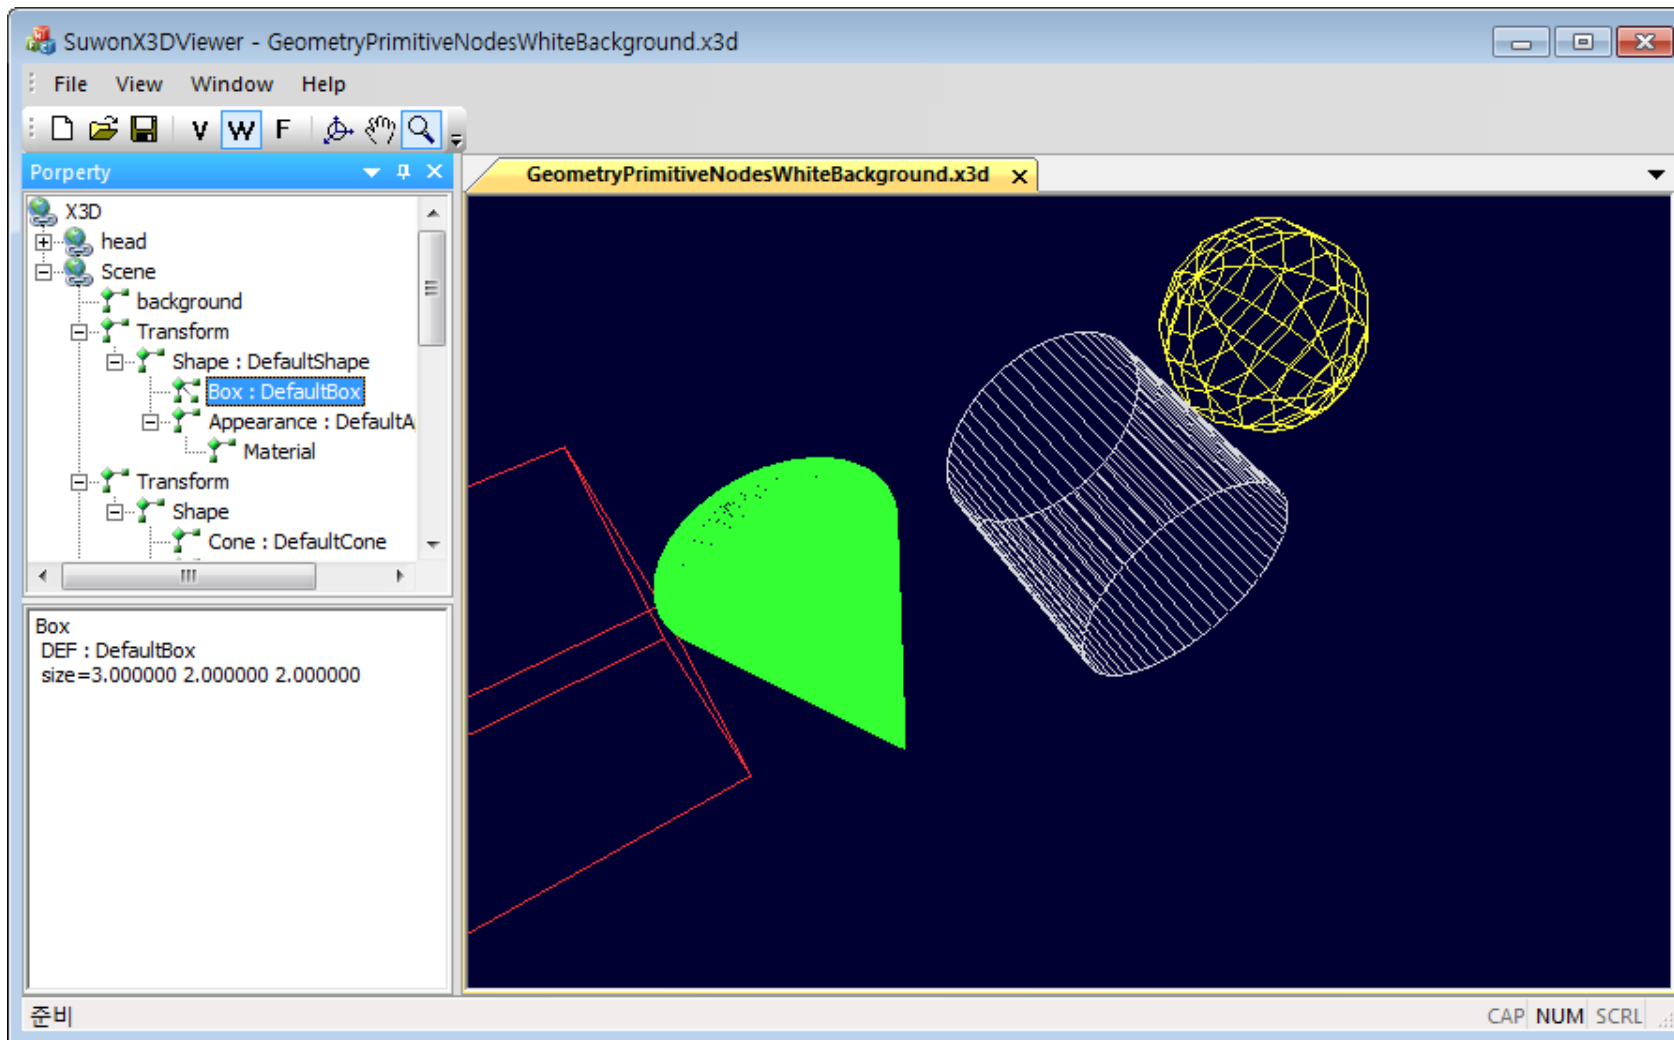 SuwonX3DViewer - GeometryPrimitiveNodesWhiteBackground.x3d
File View Window Help
V W F
Porperty
GeometryPrimitiveNodesWhiteBackground.x3d
X3D
head
Scene
background
Transform
Shape : DefaultShape
Box : DefaultBox
Appearance : DefaultA
Material
Transform
Shape
Cone : DefaultCone
Box
DEF : DefaultBox
size=3.000000 2.000000 2.000000
준비
CAP NUM SCRL